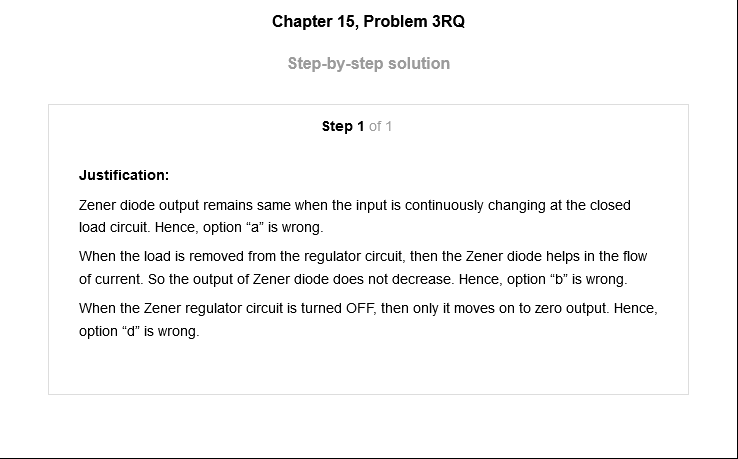 Chapter 15, Problem 3RQ
Step-by-step solution
Step 1 of 1
Justification:
Zener diode output remains same when the input is continuously changing at the closed
load circuit. Hence, option “a” is wrong.
When the load is removed from the regulator circuit, then the Zener diode helps in the flow
of current. So the output of Zener diode does not decrease. Hence, option “b” is wrong.
When the Zener regulator circuit is turned OFF, then only it moves on to zero output. Hence,
option “d” is wrong.